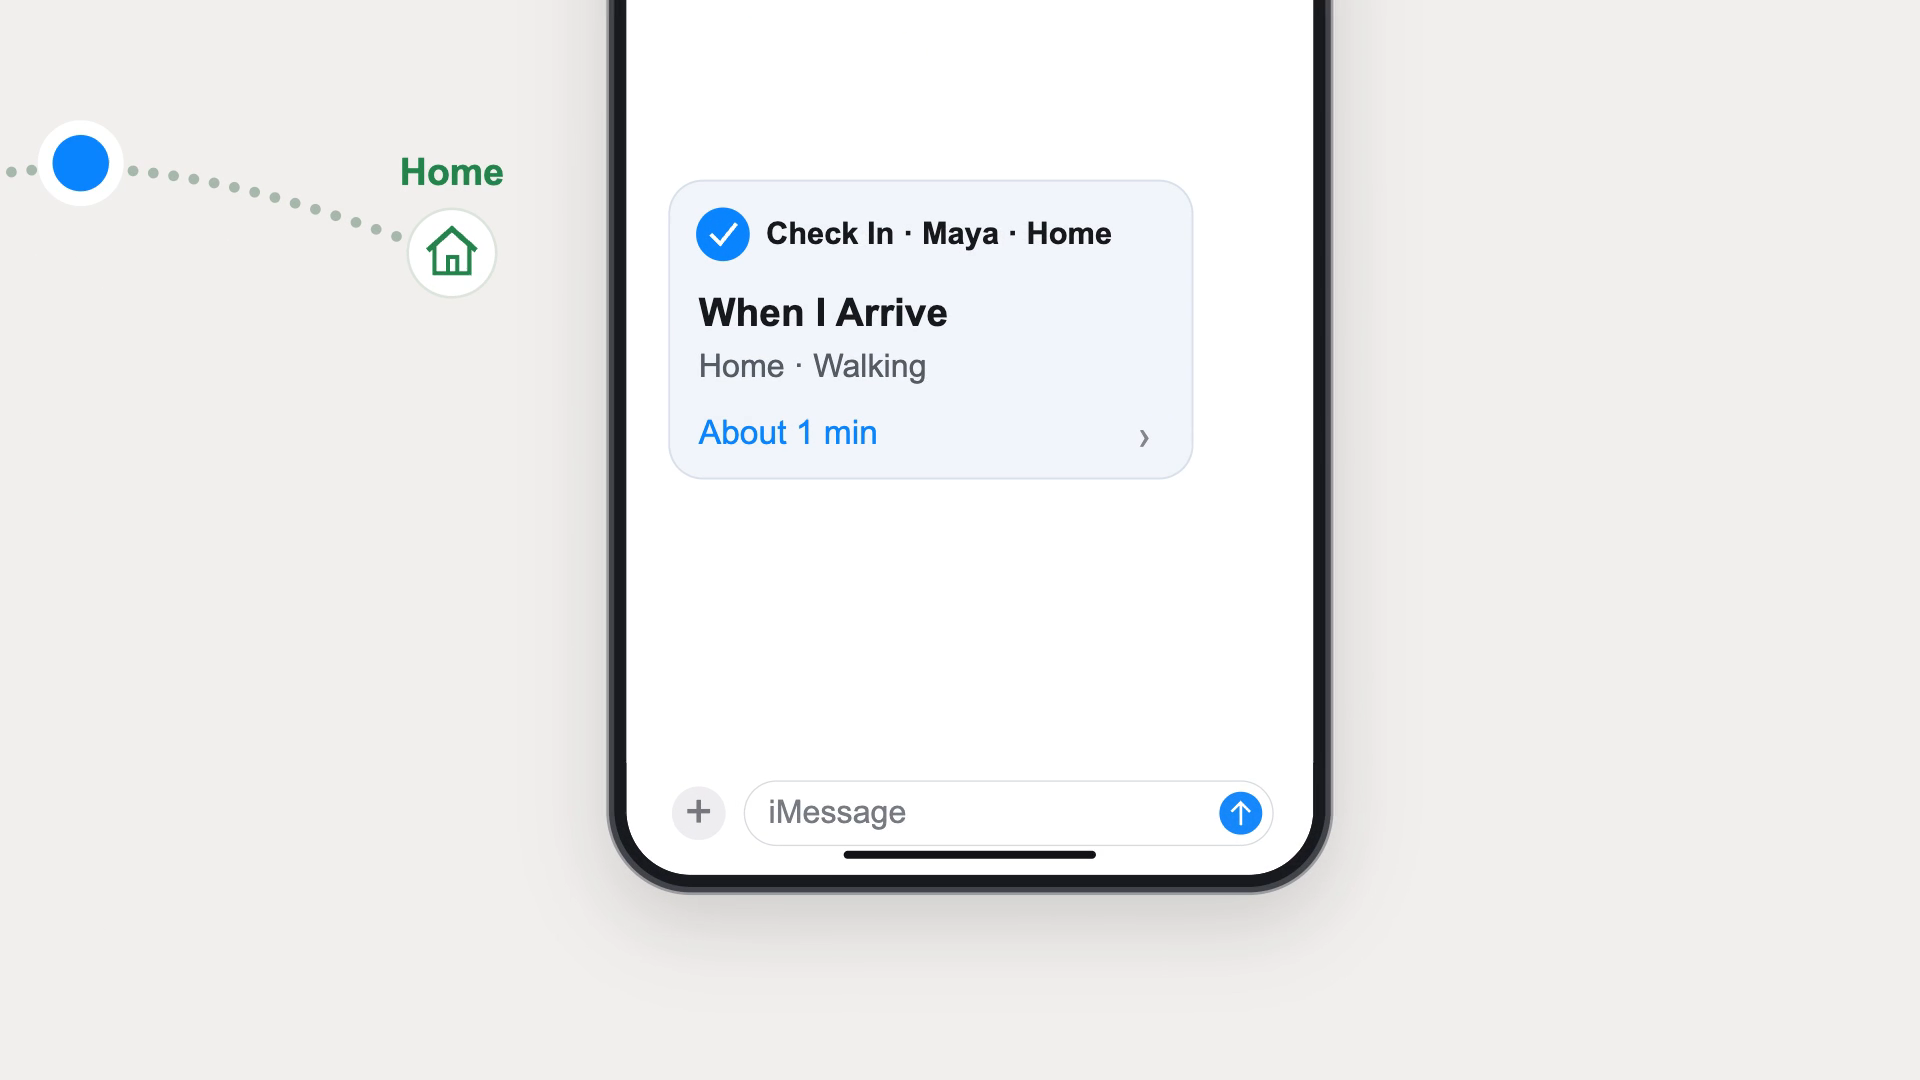 Home
Check In · Maya · Home
When I Arrive
Home · Walking
About 1 min
iMessage